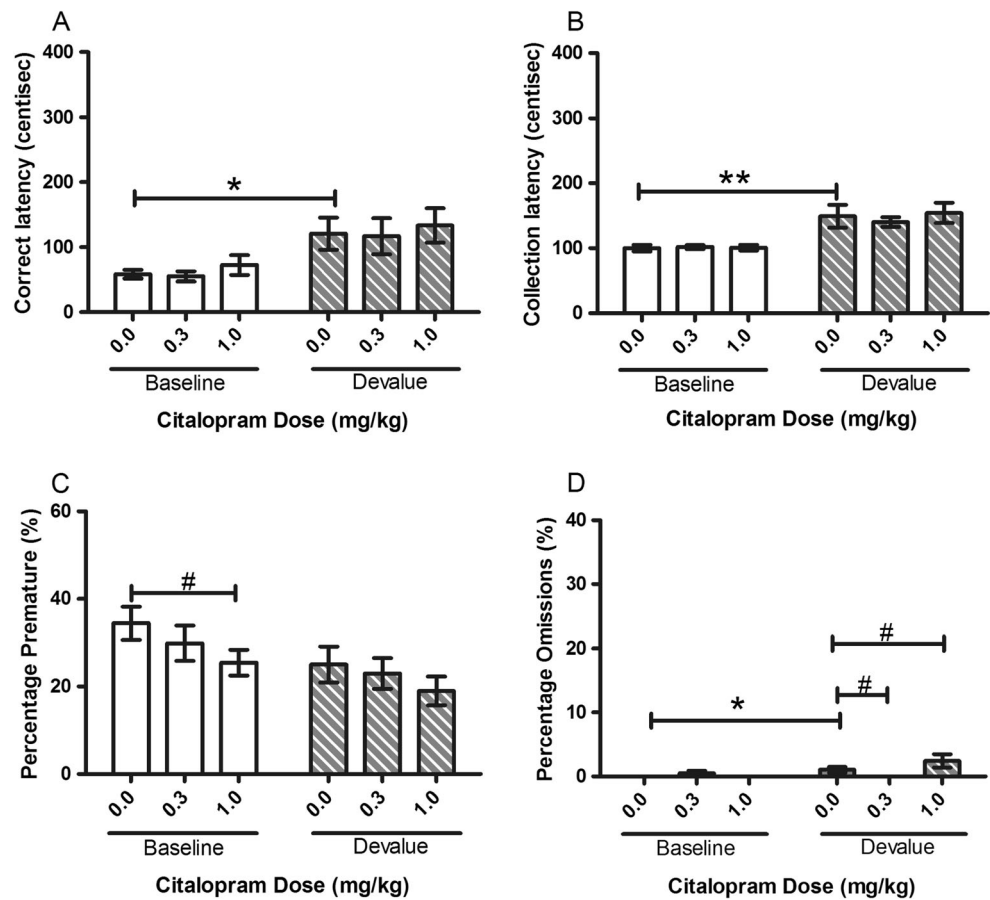 A
Correct latency (centisec)
400
300
200
100
0
*
0.0
0.3
1.0
0.0
0.3
1.0
Baseline
Devalue
Citalopram Dose (mg/kg)
B
Collection latency (centisec)
400
300
200
100
0
**
0.0
0.3
1.0
0.0
0.3
1.0
Baseline
Devalue
Citalopram Dose (mg/kg)
C
Percentage Premature (%)
60
40
20
0
#
0.0
0.3
1.0
0.0
0.3
1.0
Baseline
Devalue
Citalopram Dose (mg/kg)
D
Percentage Omissions (%)
40
30
20
10
0
#
#
*
0.0
0.3
1.0
0.0
0.3
1.0
Baseline
Devalue
Citalopram Dose (mg/kg)